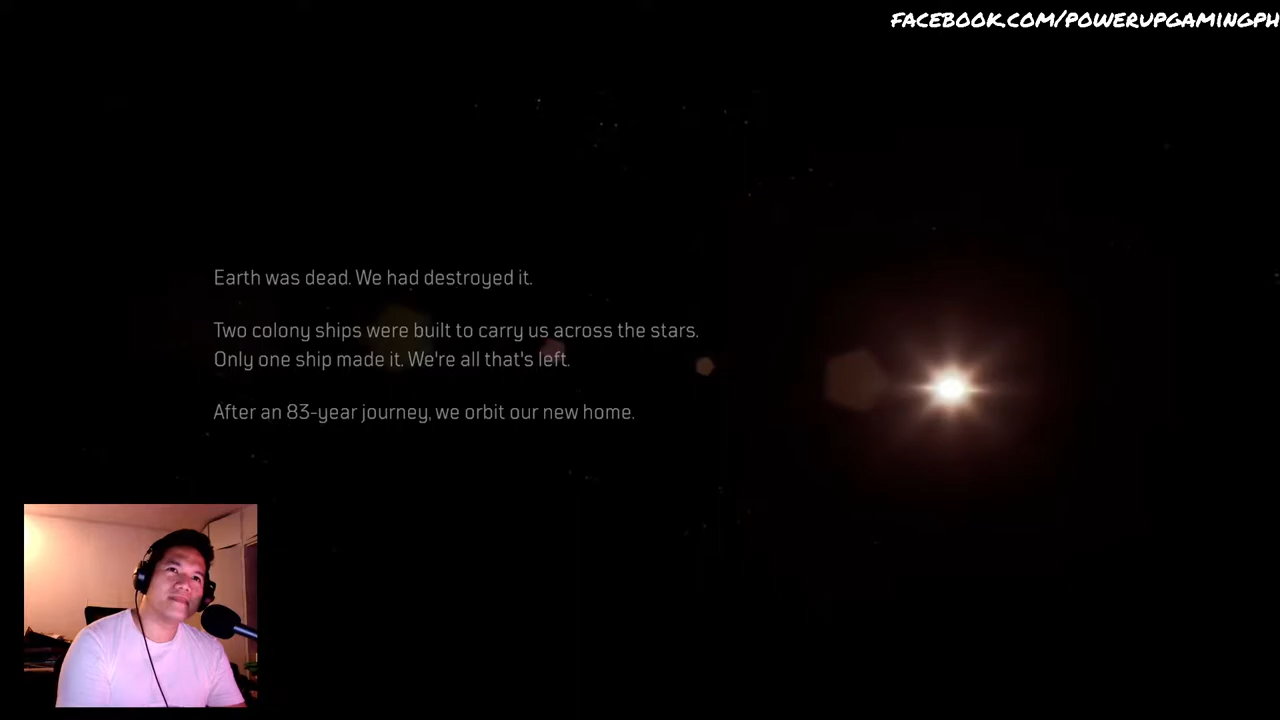 FACEBOOK.COM/POWERUPGAMINGPH
Earth was dead. We had destroyed it.
Two colony ships were built to carry us across the stars.
Only one ship made it. We're all that's left.
After an 83-year journey, we orbit our new home.